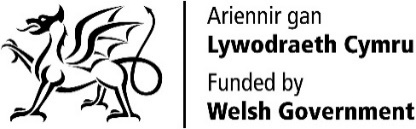 Ariennir gan
Lywodraeth Cymru
Funded by
Welsh Government